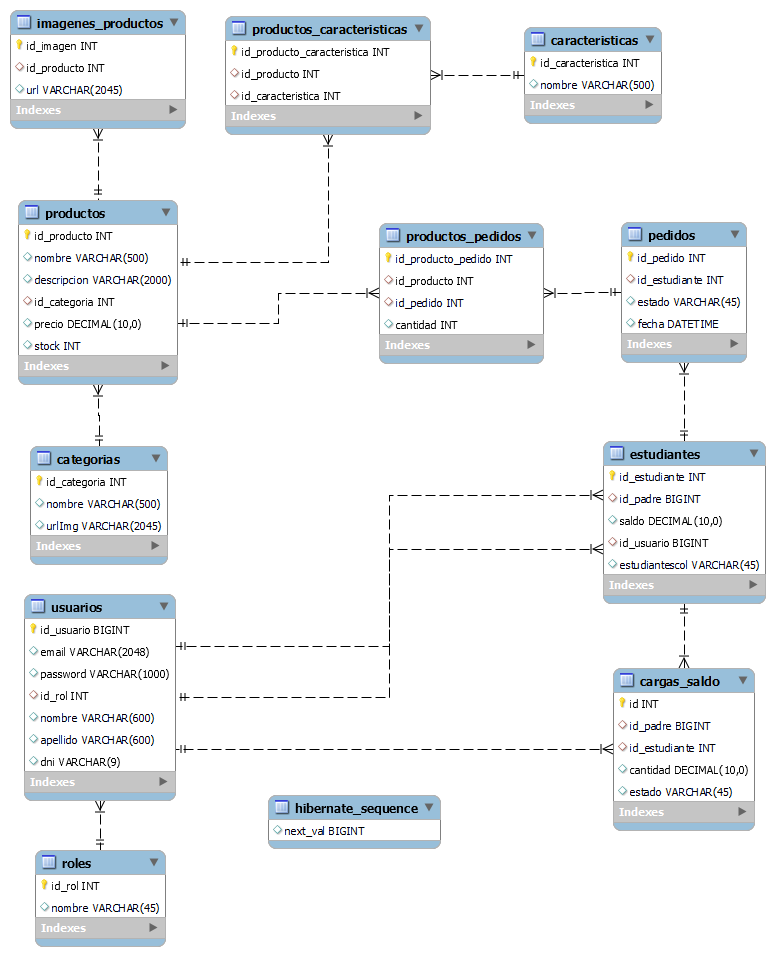 imagenes_productos
id_imagen INT
id_producto INT
url VARCHAR(2045)
Indexes
productos_caracteristicas
id_producto_caracteristica INT
id_producto INT
id_caracteristica INT
Indexes
caracteristicas
id_caracteristica INT
nombre VARCHAR(500)
Indexes
productos
id_producto INT
nombre VARCHAR(500)
descripcion VARCHAR(2000)
id_categoria INT
precio DECIMAL(10,0)
stock INT
Indexes
productos_pedidos
id_producto_pedido INT
id_producto INT
id_pedido INT
cantidad INT
Indexes
pedidos
id_pedido INT
id_estudiante INT
estado VARCHAR(45)
fecha DATETIME
Indexes
categorias
id_categoria INT
nombre VARCHAR(500)
urlImg VARCHAR(2045)
Indexes
estudiantes
id_estudiante INT
id_padre BIGINT
saldo DECIMAL(10,0)
id_usuario BIGINT
estudiantescol VARCHAR(45)
Indexes
usuarios
id_usuario BIGINT
email VARCHAR(2048)
password VARCHAR(1000)
id_rol INT
nombre VARCHAR(600)
apellido VARCHAR(600)
dni VARCHAR(9)
Indexes
cargas_saldo
id INT
id_padre BIGINT
id_estudiante INT
cantidad DECIMAL(10,0)
estado VARCHAR(45)
Indexes
hibernate_sequence
next_val BIGINT
roles
id_rol INT
nombre VARCHAR(45)
Indexes